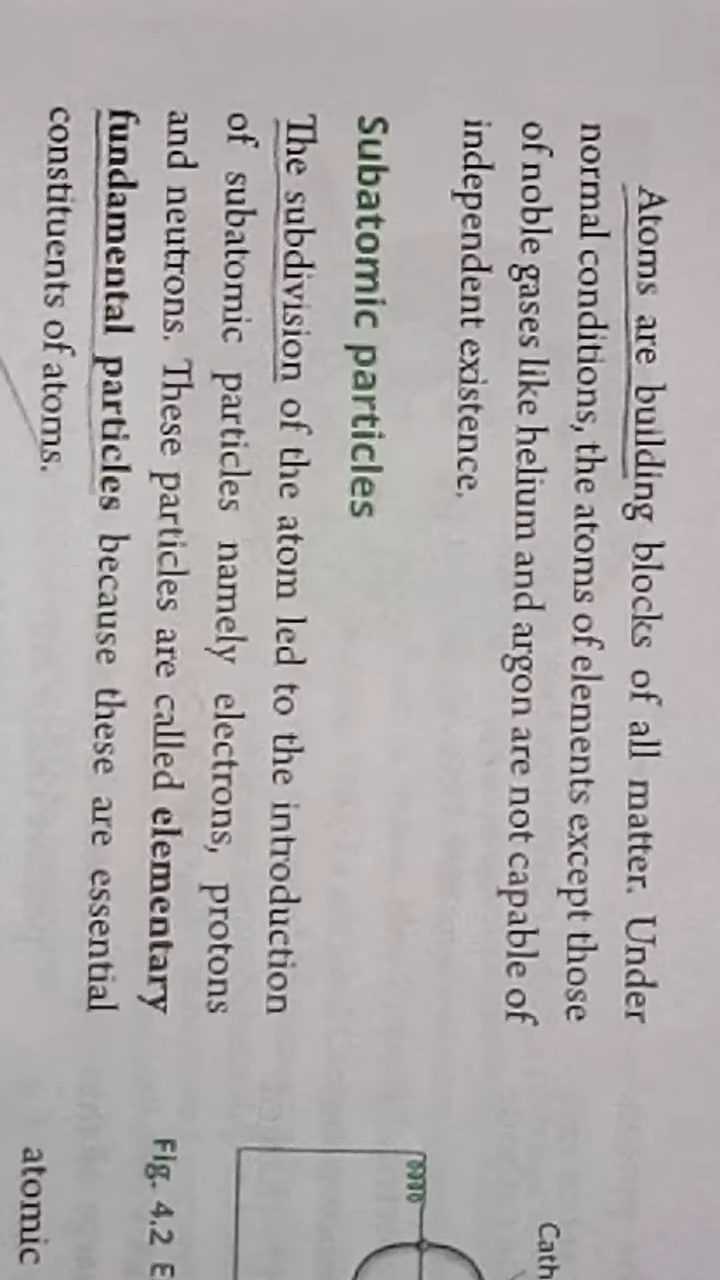 Atoms are building blocks of all matter. Under
normal conditions, the atoms of elements except those
of noble gases like helium and argon are not capable of
independent existence.
Subatomic particles
The subdivision of the atom led to the introduction
of subatomic particles namely electrons, protons
and neutrons. These particles are called elementary
fundamental particles because these are essential
constituents of atoms.
Cath
Fig. 4.2 E
atomic